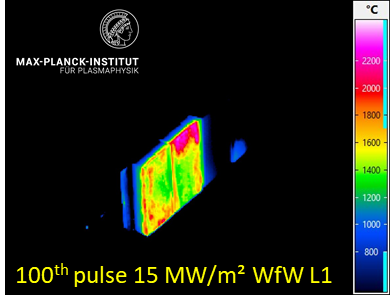 °C
MAX-PLANCK-INSTITUT
FÜR PLASMAPHYSIK
2200
2000
1800
1600
1400
1200
1000
800
100th pulse 15 MW/m² WfW L1